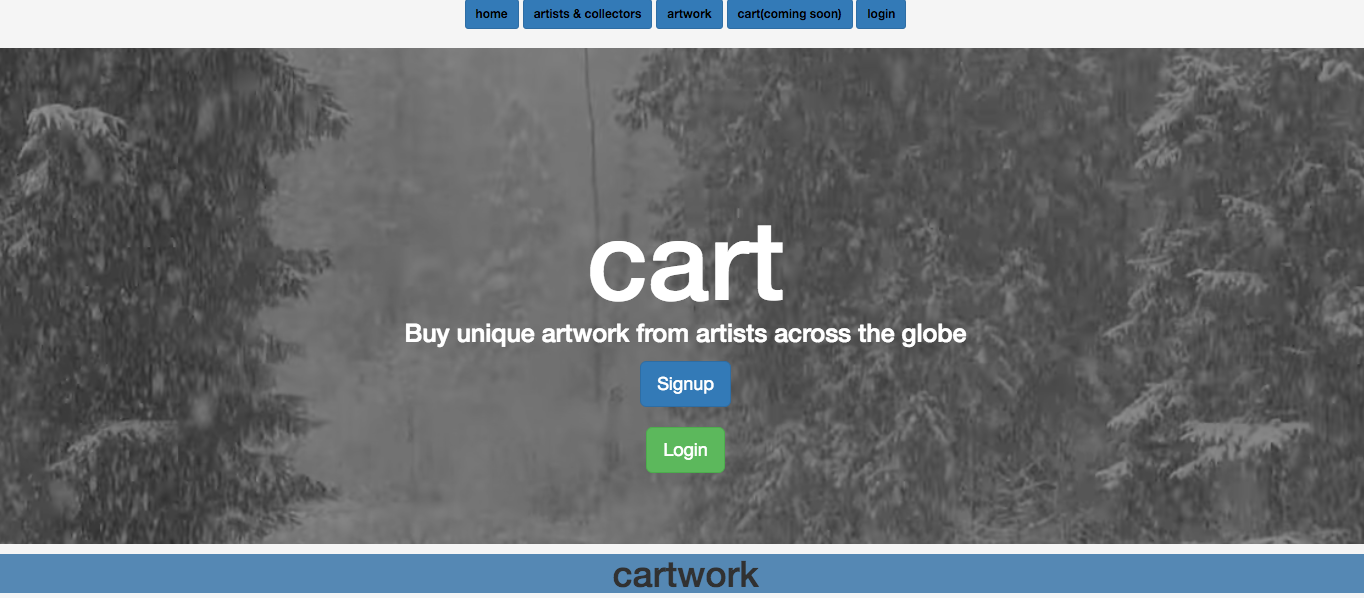 home artists & collectors artwork cart(coming soon) login
cart
Buy unique artwork from artists across the globe
Signup
Login
cartwork